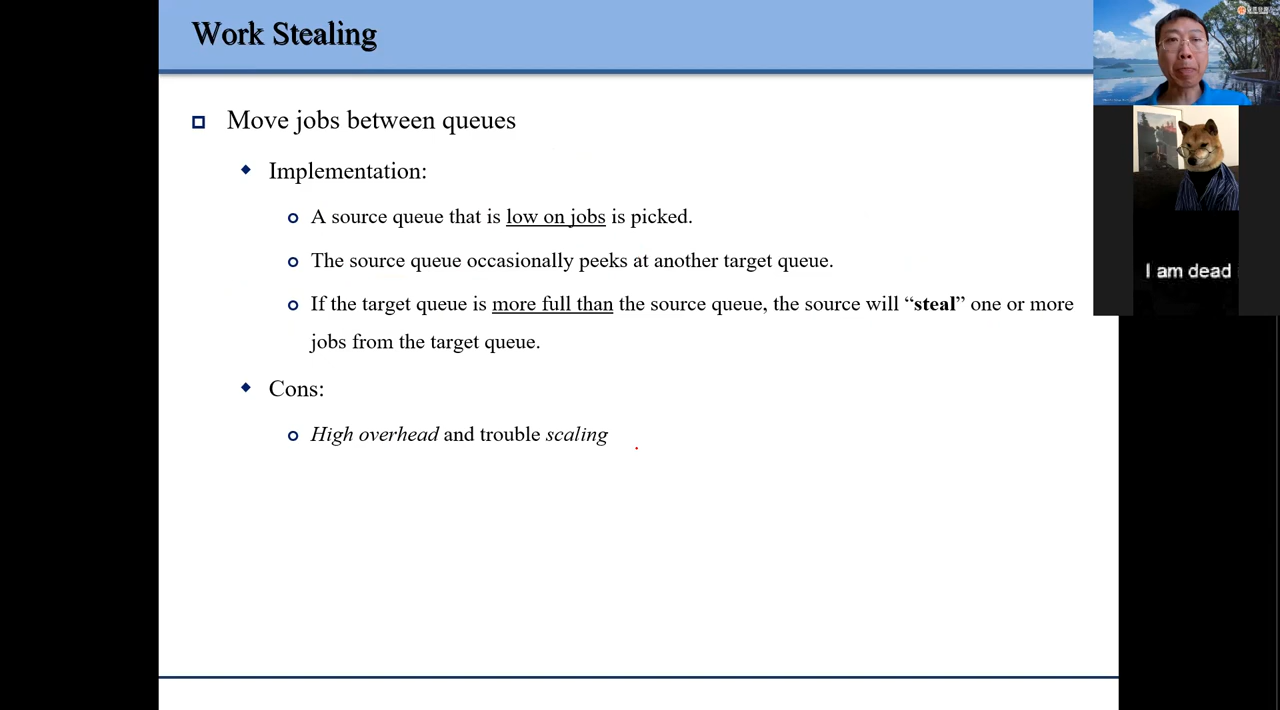 Work Stealing
Move jobs between queues
Implementation:
A source queue that is low on jobs is picked.
The source queue occasionally peeks at another target queue.
If the target queue is more full than the source queue, the source will “steal” one or more
jobs from the target queue.
Cons:
High overhead and trouble scaling
I am dead